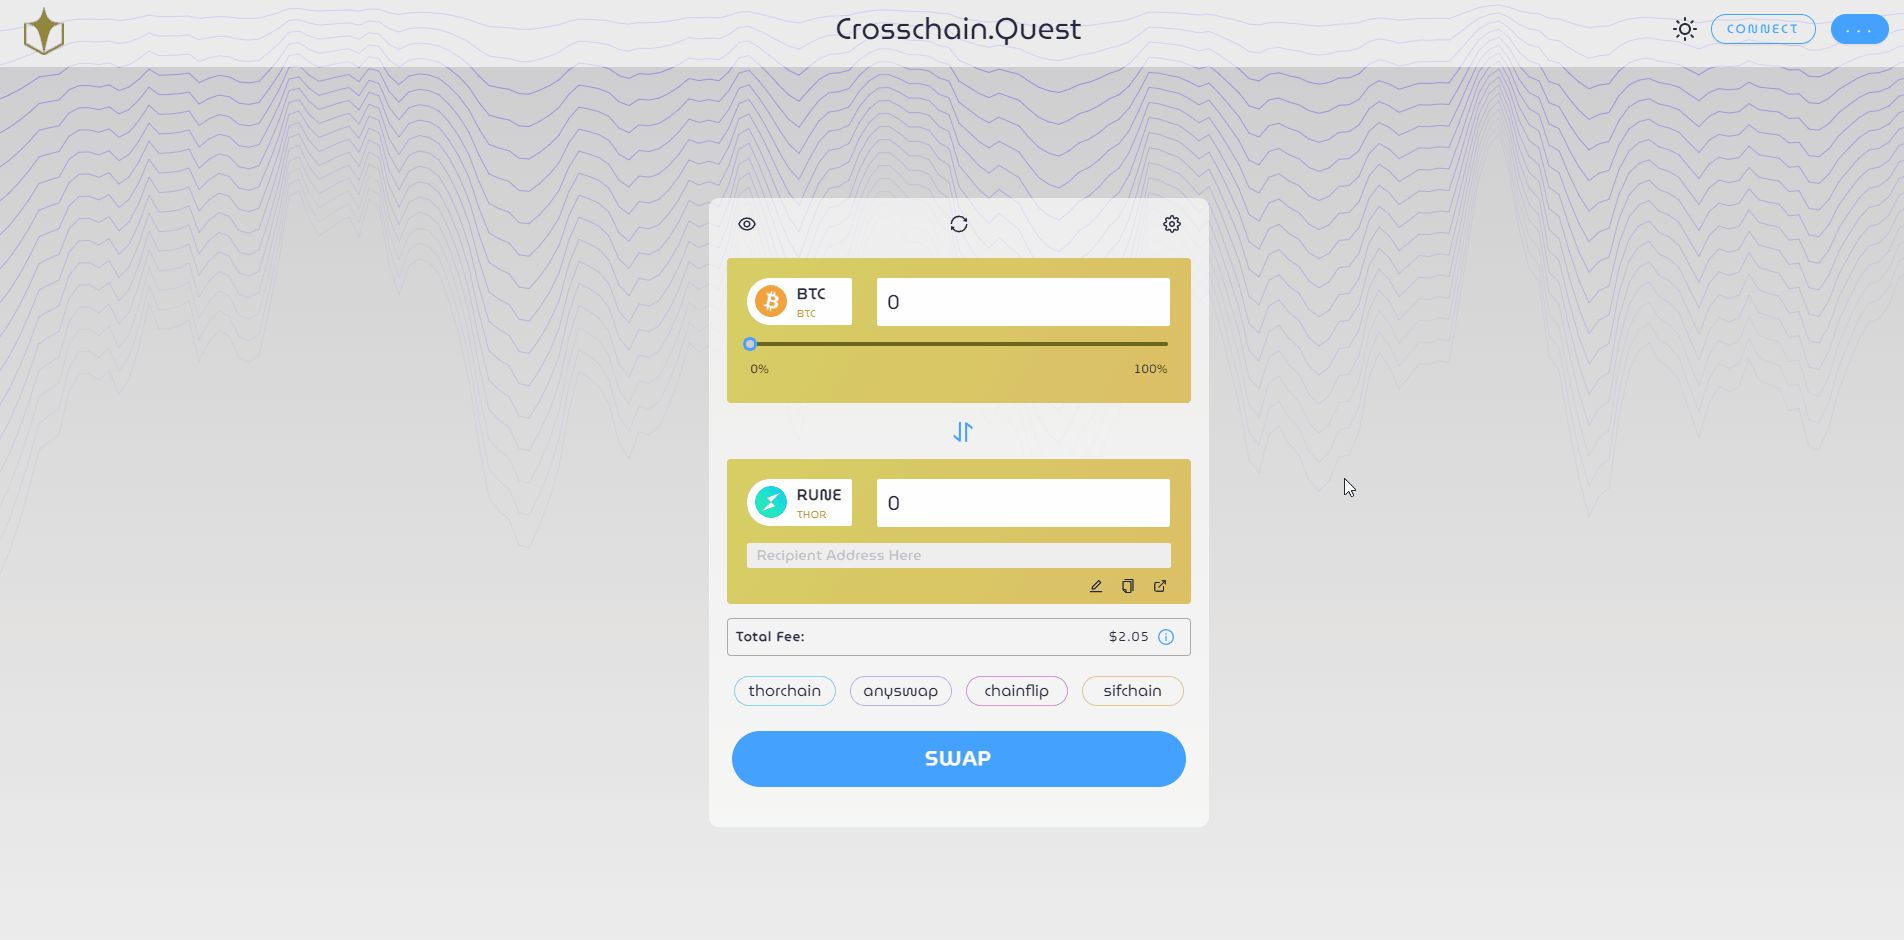 Crosschain.Quest
CONNECT
...
BTC
BTC
0
0%
100%
RUNE
THOR
0
Recipient Address Here
Total Fee:
$2.05
thorchain
anyswap
chainflip
sifchain
SWAP